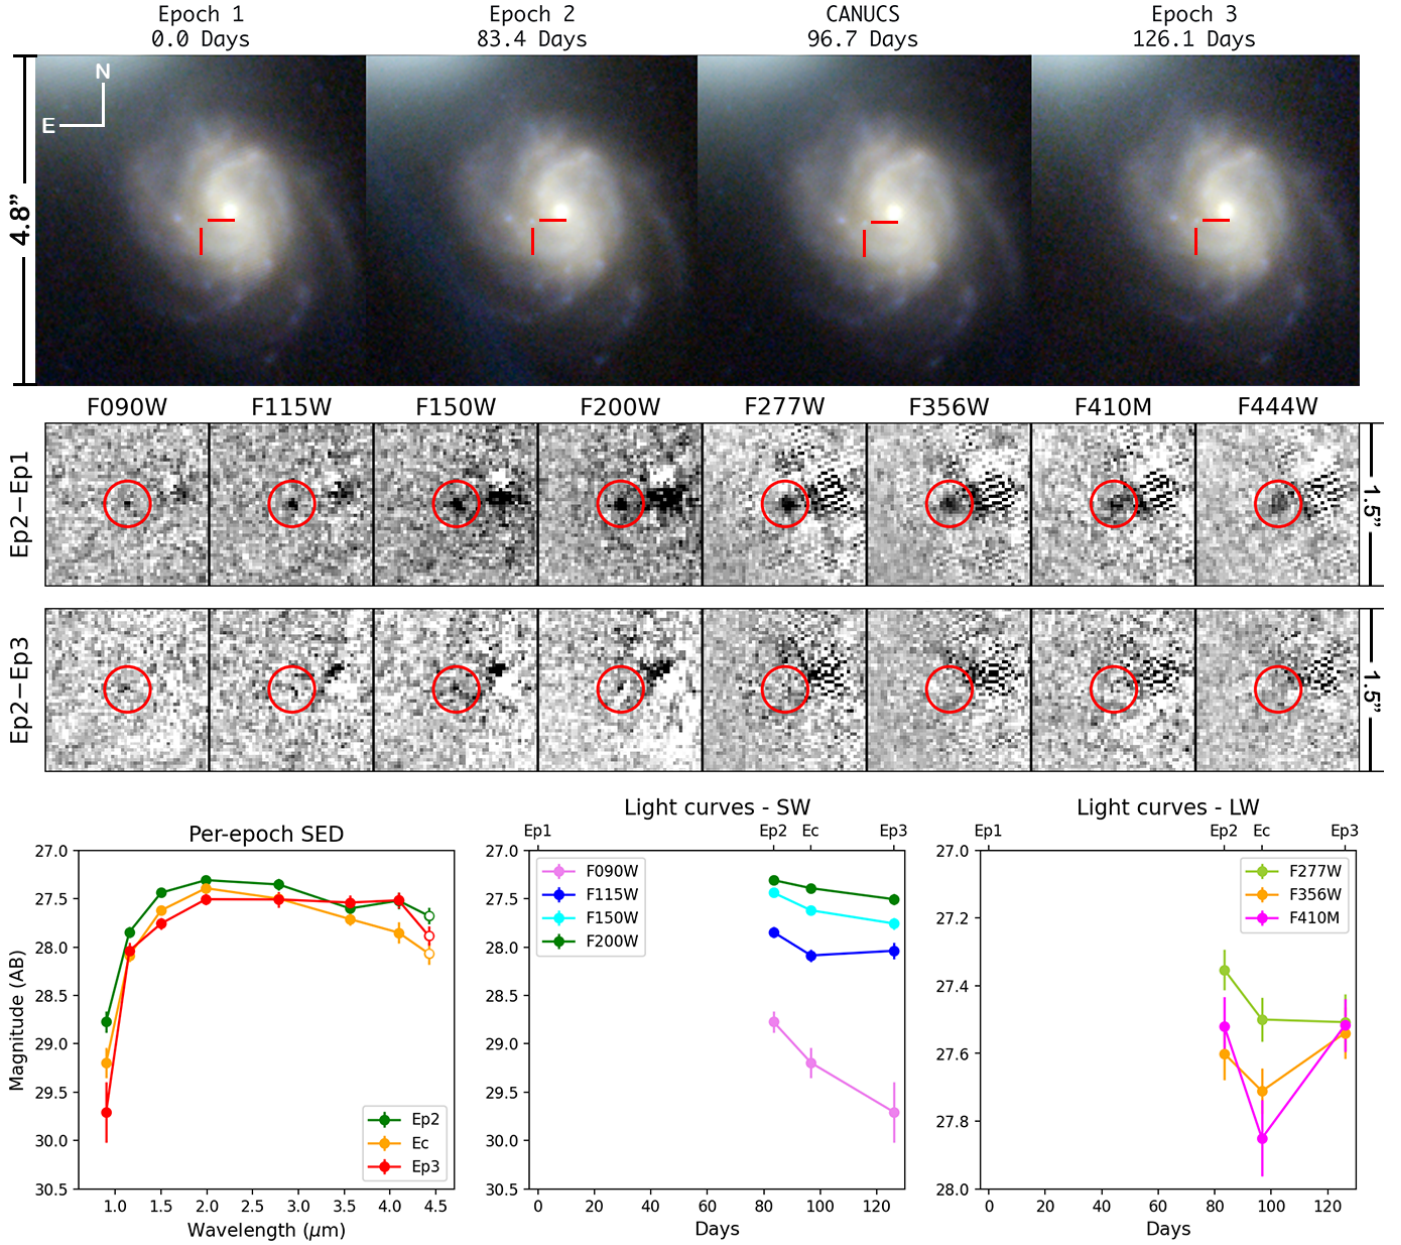 Epoch 1 Epoch 2 CANUCS Epoch 3
0.0 Days 83.4 Days 96.7 Days 126.1 Days
N
E
4.8”
F090W F115W F150W F200W F277W F356W F410M F444W
Ep2−Ep1
1.5”
Ep2−Ep3
1.5”
Per-epoch SED
27.0
27.5
28.0
28.5
29.0
29.5
30.0
30.5
Magnitude (AB)
Ep2
Ec
Ep3
1.0 1.5 2.0 2.5 3.0 3.5 4.0 4.5
Wavelength (μm)
Light curves - SW
Ep1 Ep2 Ec Ep3
27.0
27.5
28.0
28.5
29.0
29.5
30.0
30.5
F090W
F115W
F150W
F200W
0 20 40 60 80 100 120
Days
Light curves - LW
Ep1 Ep2 Ec Ep3
27.0
27.2
27.4
27.6
27.8
28.0
F277W
F356W
F410M
0 20 40 60 80 100 120
Days